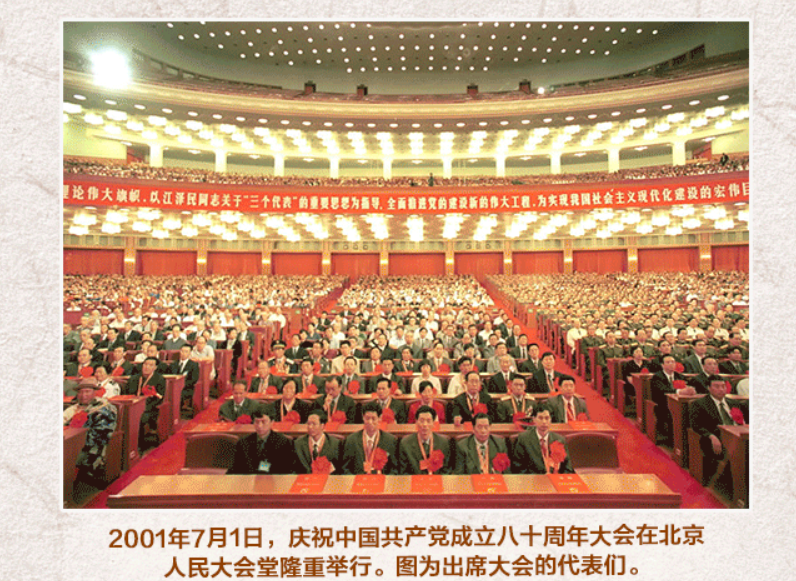 理论伟大旗帜,以江泽民同志关于“三个代表”的重要思想为指导,全面推进党的建设新的伟大工程,为实现我国社会主义现代化建设的宏伟目
2001年7月1日，庆祝中国共产党成立八十周年大会在北京
人民大会堂隆重举行。图为出席大会的代表们。